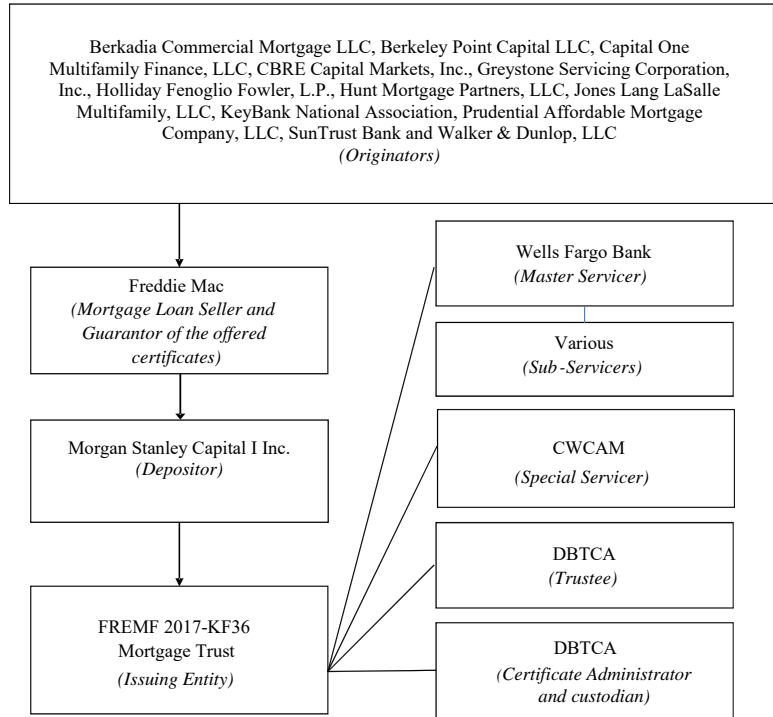 Berkadia Commercial Mortgage LLC, Berkeley Point Capital LLC, Capital One
Multifamily Finance, LLC, CBRE Capital Markets, Inc., Greystone Servicing Corporation,
Inc., Holliday Fenoglio Fowler, L.P., Hunt Mortgage Partners, LLC, Jones Lang LaSalle
Multifamily, LLC, KeyBank National Association, Prudential Affordable Mortgage
Company, LLC, SunTrust Bank and Walker & Dunlop, LLC
(Originators)
Freddie Mac
(Mortgage Loan Seller and
Guarantor of the offered
certificates)
Morgan Stanley Capital I Inc.
(Depositor)
FREMF 2017-KF36
Mortgage Trust
(Issuing Entity)
Wells Fargo Bank
(Master Servicer)
Various
(Sub-Servicers)
CWCAM
(Special Servicer)
DBTCA
(Trustee)
DBTCA
(Certificate Administrator
and custodian)